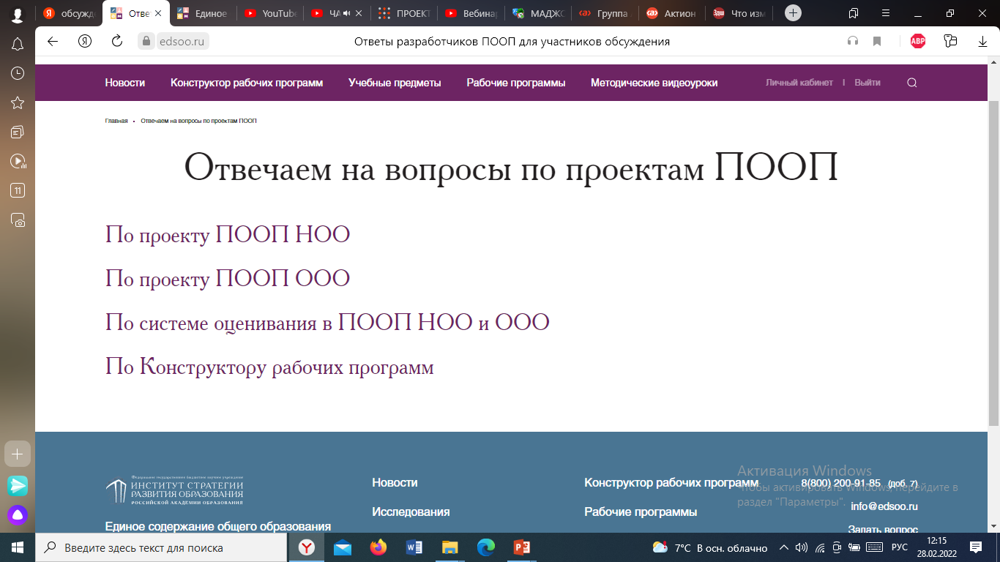 обсужд
Отве
Единое
YouTube
ЧА
ПРОЕКТ
Вебинар
МАДЖО
Группа
Акцион
Что изм
edsoo.ru
Ответы разработчиков ПООП для участников обсуждения
ABP
Новости
Конструктор рабочих программ
Учебные предметы
Рабочие программы
Методические видеоуроки
Личный кабинет | Выйти
Главная • Отвечаем на вопросы по проектам ПООП
Отвечаем на вопросы по проектам ПООП
11
По проекту ПООП НОО
По проекту ПООП ООО
По системе оценивания в ПООП НОО и ООО
По Конструктору рабочих программ
Федеральное государственное бюджетное научное учреждение
ИНСТИТУТ СТРАТЕГИИ
РАЗВИТИЯ ОБРАЗОВАНИЯ
РОССИЙСКОЙ АКАДЕМИИ ОБРАЗОВАНИЯ
Единое содержание общего образования
Новости
Исследования
Конструктор рабочих программ
Рабочие программы
8(800) 200-91-85 (доб. 7)
info@edsoo.ru
Задать вопрос
Активация Windows
Чтобы активировать Windows, перейдите в
раздел "Параметры".
Введите здесь текст для поиска
7°C В осн. облачно
РУС
12:15
28.02.2022